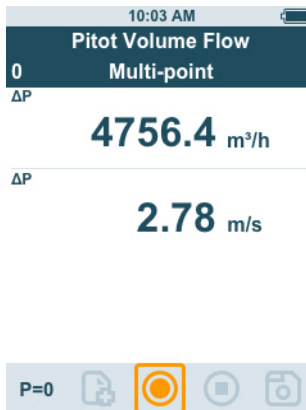 10:03 AM
Pitot Volume Flow
0 Multi-point
ΔP
4756.4 m³/h
ΔP
2.78 m/s
P=0